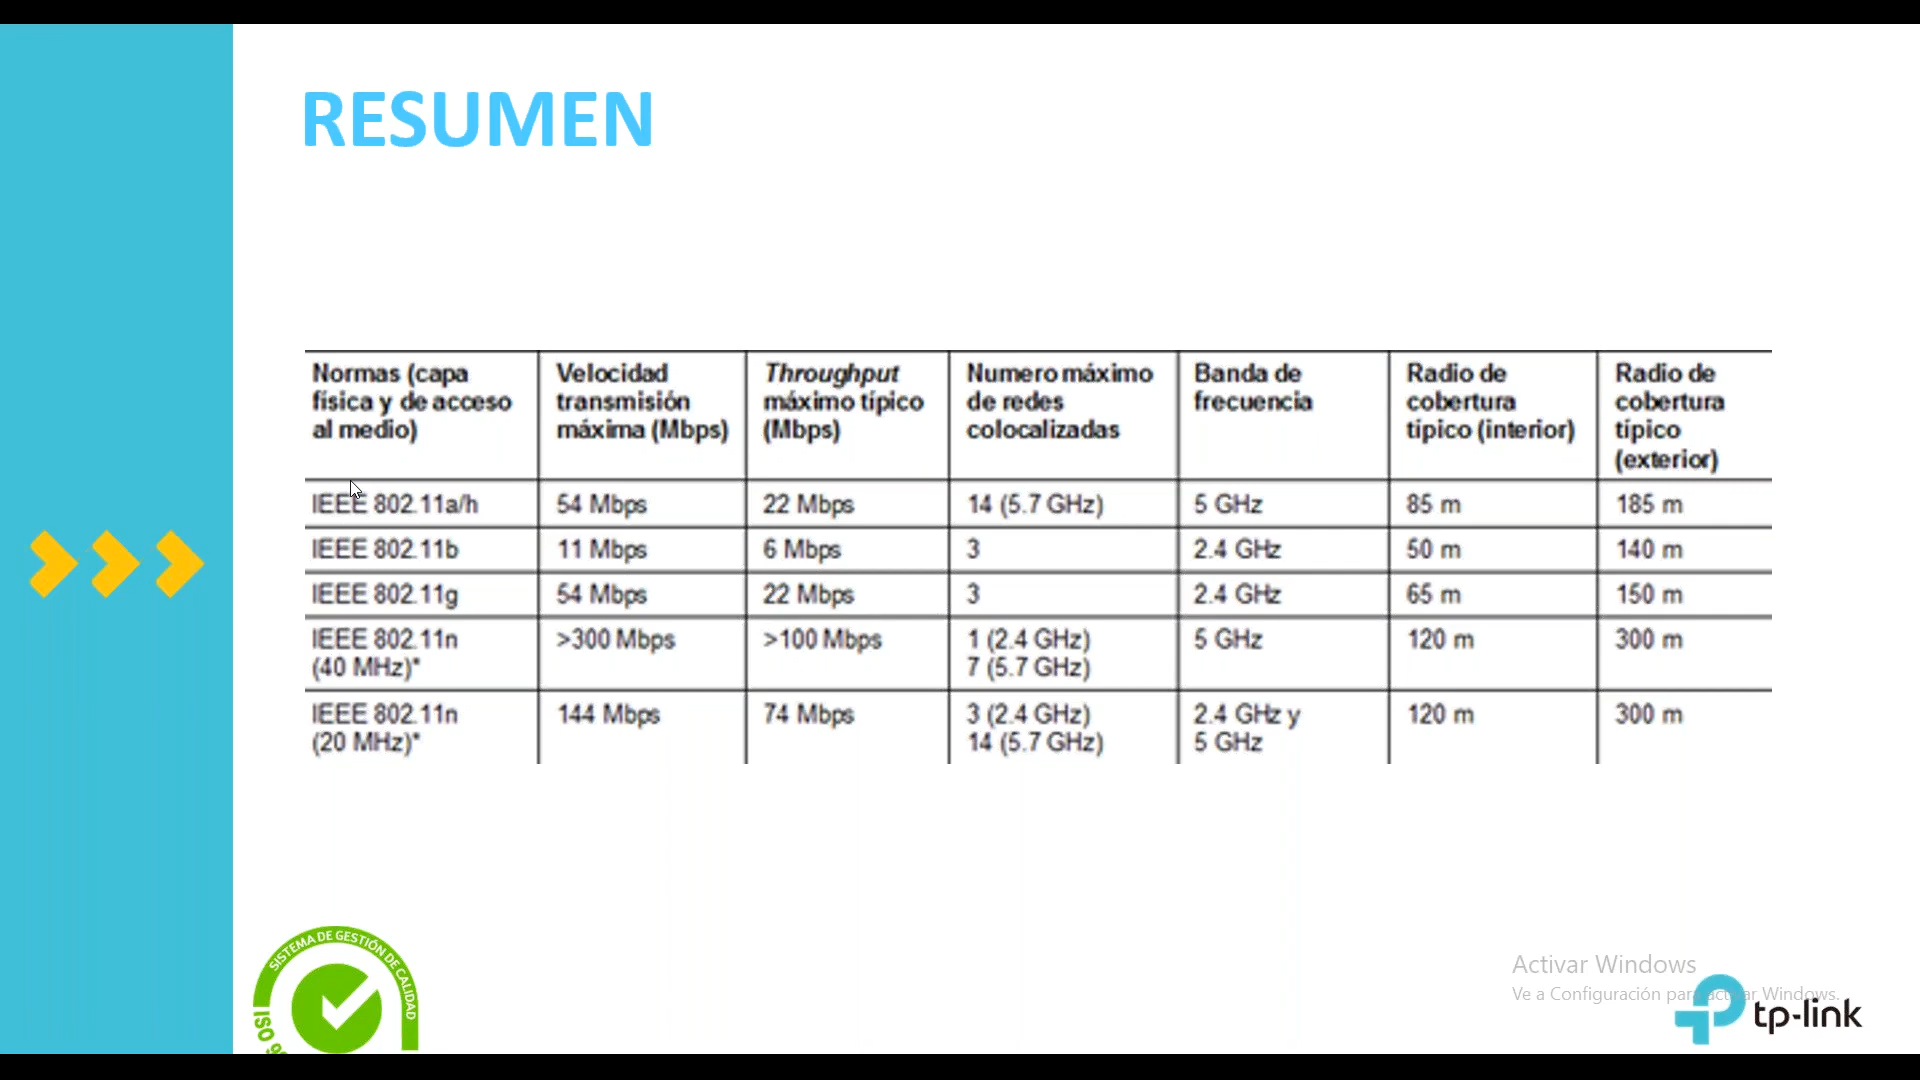 RESUMEN
Normas (capa física y de acceso al medio) Velocidad transmisión máxima (Mbps) Throughput máximo típico (Mbps) Numero máximo de redes colocalizadas Banda de frecuencia Radio de cobertura típico (interior) Radio de cobertura típico (exterior)
IEEE 802.11a/h 54 Mbps 22 Mbps 14 (5.7 GHz) 5 GHz 85 m 185 m
IEEE 802.11b 11 Mbps 6 Mbps 3 2.4 GHz 50 m 140 m
IEEE 802.11g 54 Mbps 22 Mbps 3 2.4 GHz 65 m 150 m
IEEE 802.11n (40 MHz)* >300 Mbps >100 Mbps 1 (2.4 GHz) 7 (5.7 GHz) 5 GHz 120 m 300 m
IEEE 802.11n (20 MHz)* 144 Mbps 74 Mbps 3 (2.4 GHz) 14 (5.7 GHz) 2.4 GHz y 5 GHz 120 m 300 m
SISTEMA DE GESTIÓN DE CALIDAD
ISO
Activar Windows
Ve a Configuración para activar Windows.
tp-link